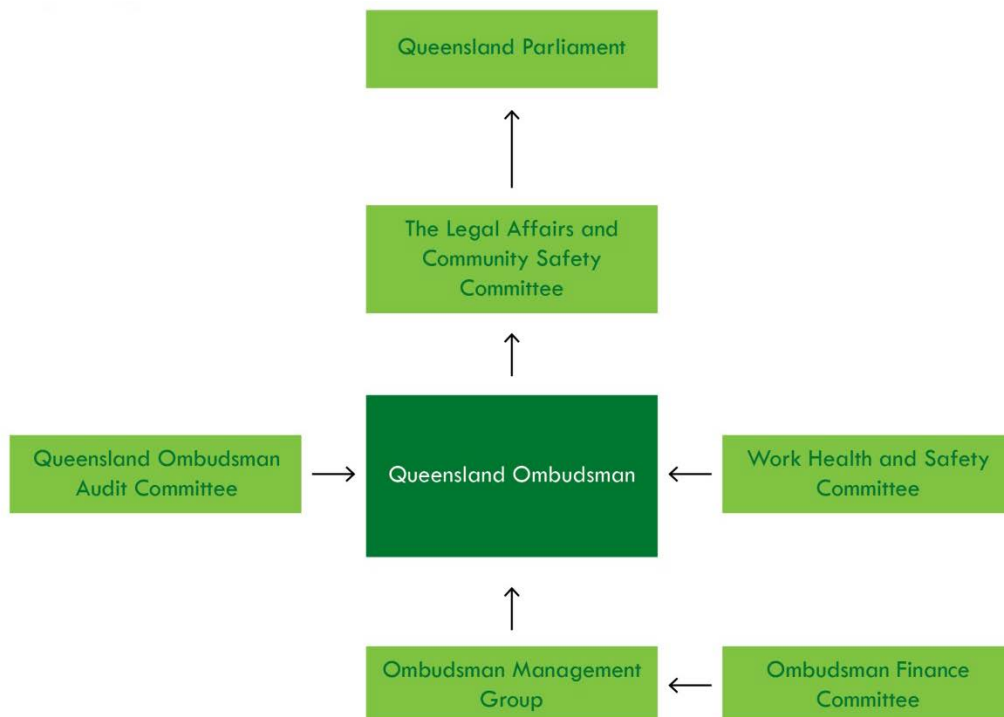 Queensland Parliament
The Legal Affairs and
Community Safety
Committee
Queensland Ombudsman
Audit Committee
Queensland Ombudsman
Work Health and Safety
Committee
Ombudsman Management
Group
Ombudsman Finance
Committee